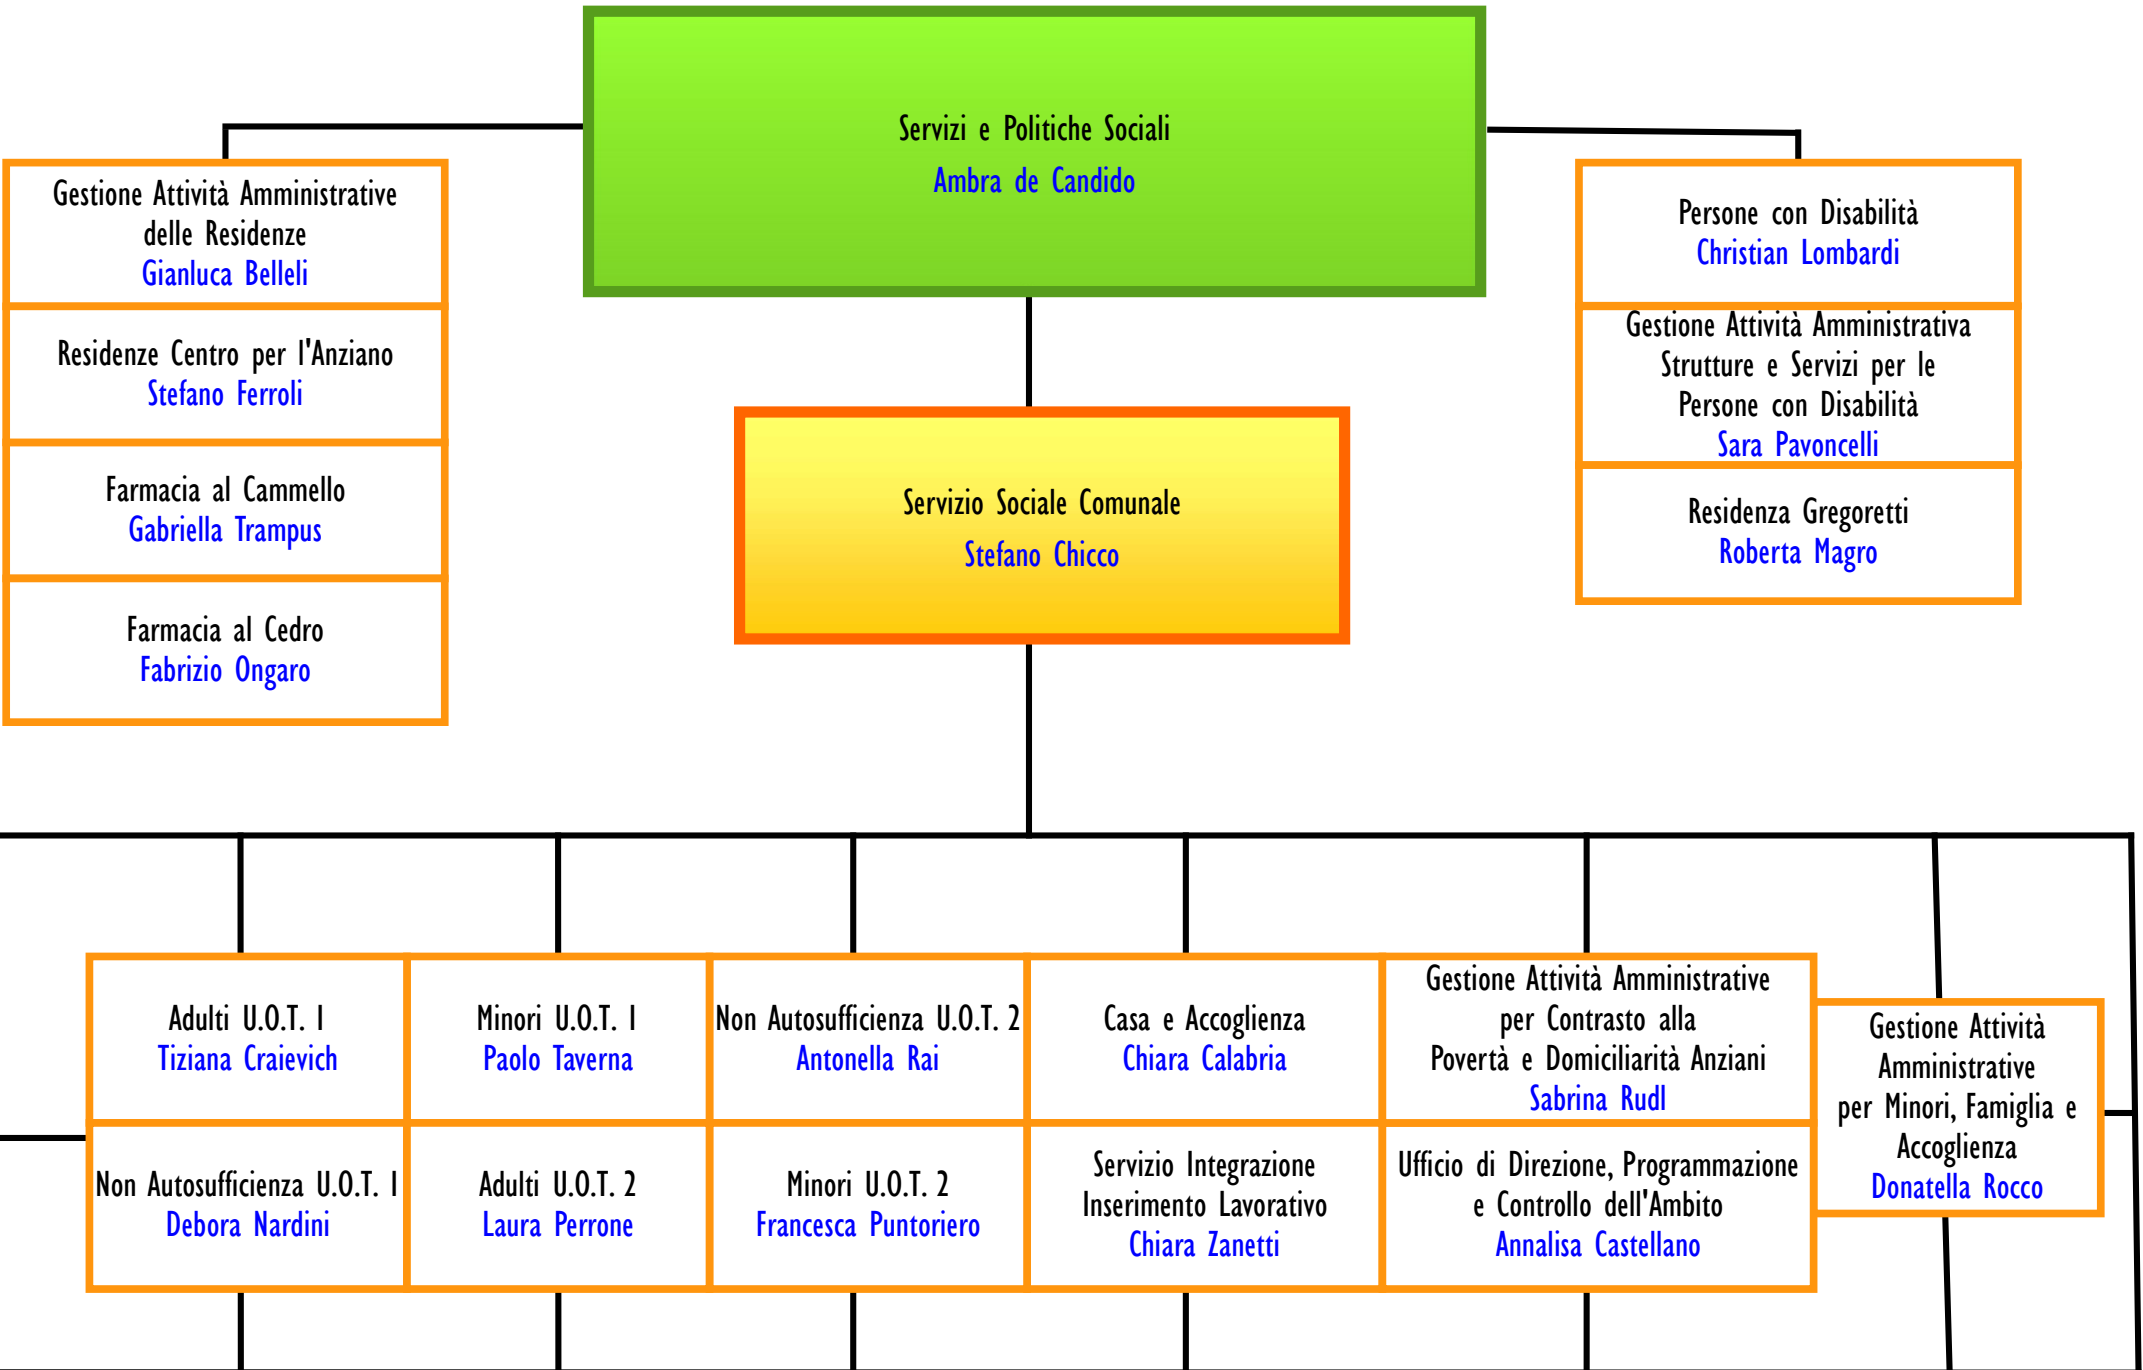 Servizi e Politiche Sociali
Ambra de Candido
Gestione Attività Amministrative
delle Residenze
Gianluca Belleli
Residenze Centro per l'Anziano
Stefano Ferroli
Farmacia al Cammello
Gabriella Trampus
Farmacia al Cedro
Fabrizio Ongaro
Persone con Disabilità
Christian Lombardi
Gestione Attività Amministrativa
Strutture e Servizi per le
Persone con Disabilità
Sara Pavoncelli
Residenza Gregoretti
Roberta Magro
Servizio Sociale Comunale
Stefano Chicco
Adulti U.O.T. 1
Tiziana Craievich
Minori U.O.T. 1
Paolo Taverna
Non Autosufficienza U.O.T. 2
Antonella Rai
Casa e Accoglienza
Chiara Calabria
Gestione Attività Amministrative
per Contrasto alla
Povertà e Domiciliarità Anziani
Sabrina Rudl
Gestione Attività
Amministrative
per Minori, Famiglia e
Accoglienza
Donatella Rocco
Non Autosufficienza U.O.T. 1
Debora Nardini
Adulti U.O.T. 2
Laura Perrone
Minori U.O.T. 2
Francesca Puntoriero
Servizio Integrazione
Inserimento Lavorativo
Chiara Zanetti
Ufficio di Direzione, Programmazione
e Controllo dell'Ambito
Annalisa Castellano